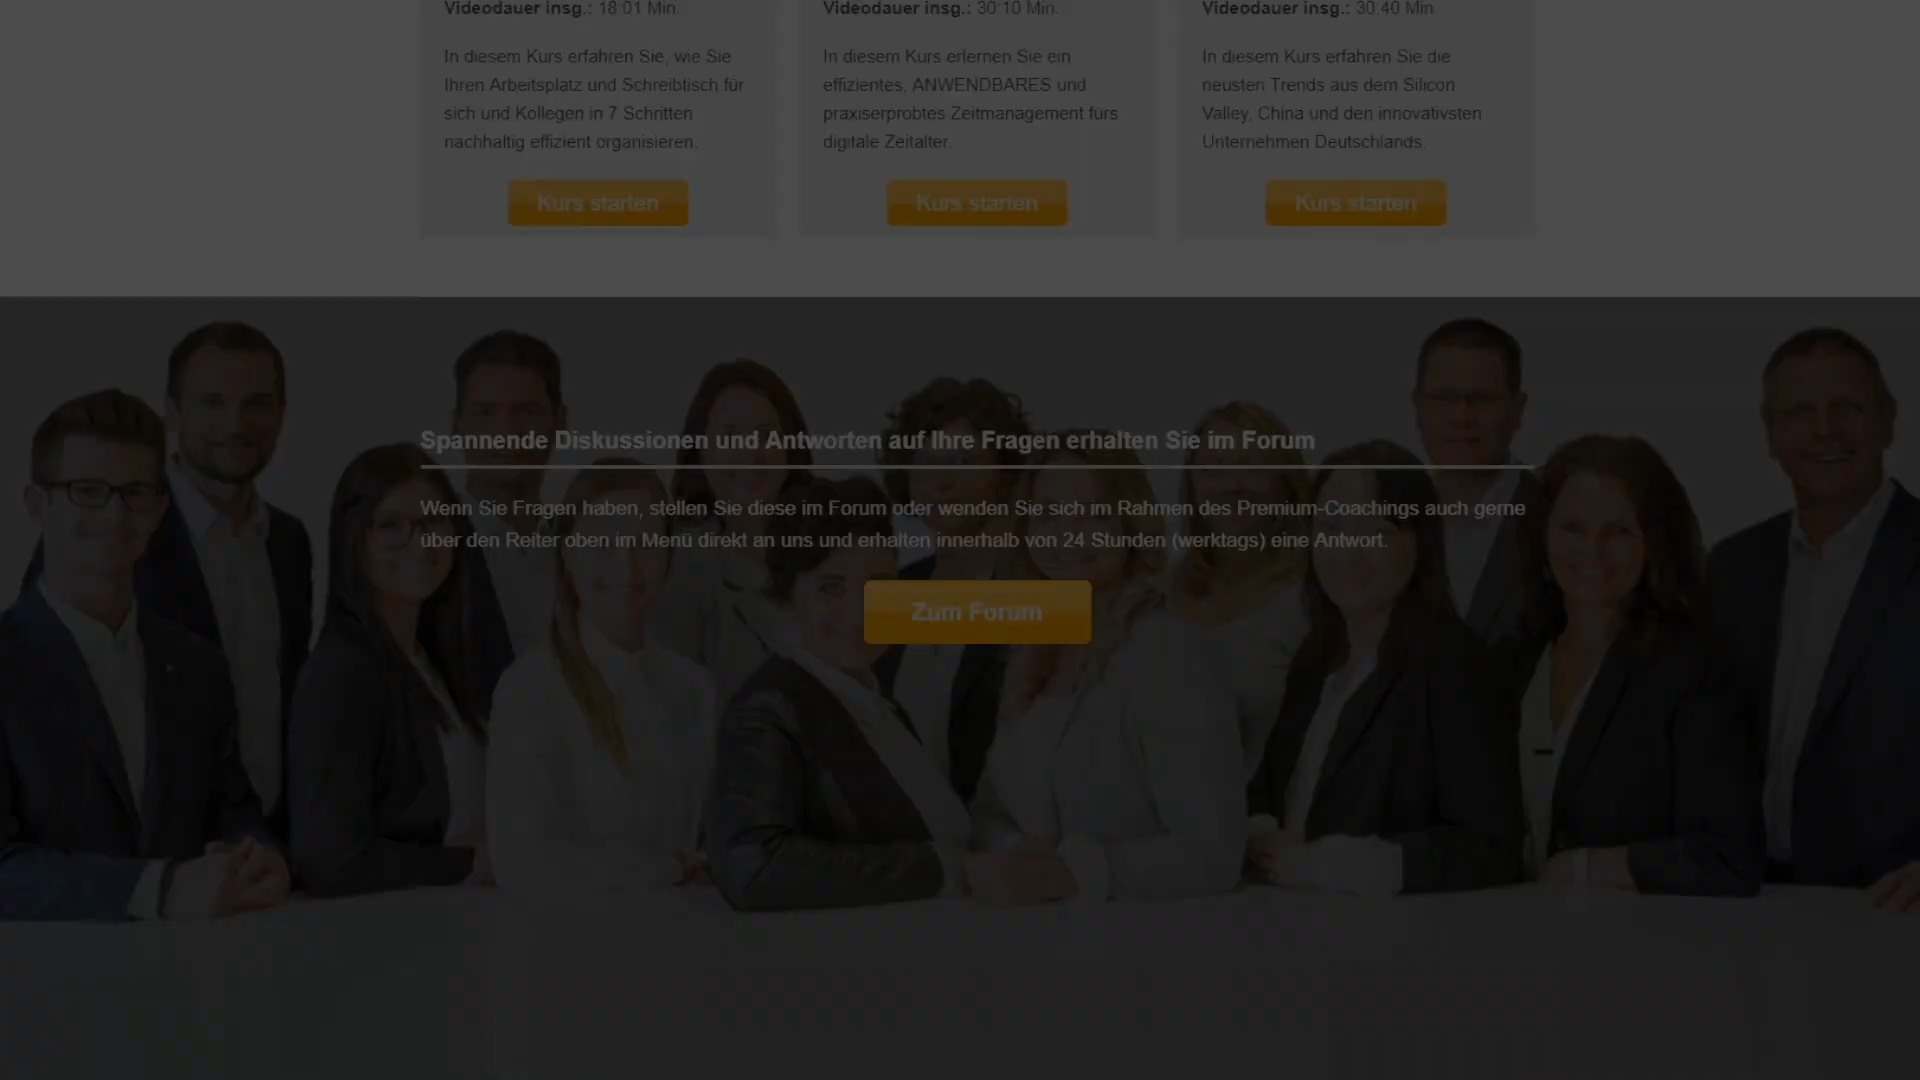 Videodauer insg.: 18:01 Min.
In diesem Kurs erfahren Sie, wie Sie
Ihren Arbeitsplatz und Schreibtisch für
sich und Kollegen in 7 Schritten
nachhaltig effizient organisieren.
Kurs starten
Videodauer insg.: 30:10 Min.
In diesem Kurs erlernen Sie ein
effizientes, ANWENDBARES und
praxiserprobtes Zeitmanagement fürs
digitale Zeitalter.
Kurs starten
Videodauer insg.: 30:40 Min.
In diesem Kurs erfahren Sie die
neusten Trends aus dem Silicon
Valley, China und den innovativsten
Unternehmen Deutschlands.
Kurs starten
Spannende Diskussionen und Antworten auf Ihre Fragen erhalten Sie im Forum
Wenn Sie Fragen haben, stellen Sie diese im Forum oder wenden Sie sich im Rahmen des Premium-Coachings auch gerne
über den Reiter oben im Menü direkt an uns und erhalten innerhalb von 24 Stunden (werktags) eine Antwort.
Zum Forum